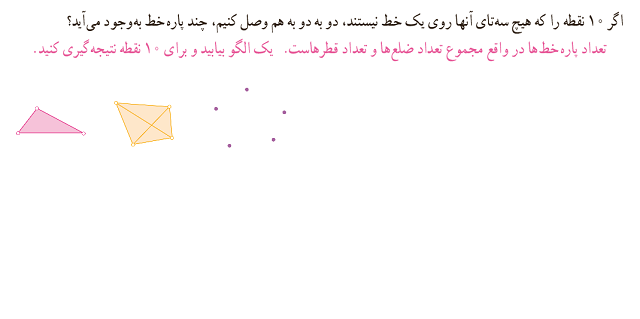 اگر ۱۰ نقطه را که هیچ سه‌تای آنها روی یک خط نیستند، دو به دو به هم وصل کنیم، چند پاره‌خط به‌وجود می‌آید؟
تعداد پاره‌خط‌ها در واقع مجموع تعداد ضلع‌ها و تعداد قطرهاست. یک الگو بیابید و برای ۱۰ نقطه نتیجه‌گیری کنید.